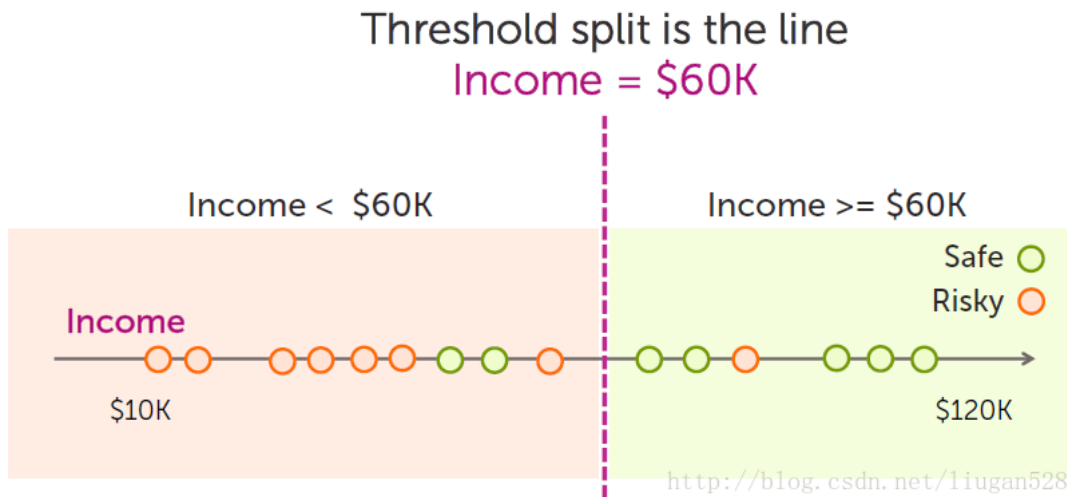 Threshold split is the line
Income = $60K
Income < $60K
Income >= $60K
Safe
Risky
Income
$10K
$120K
http://blog.csdn.net/liugan528